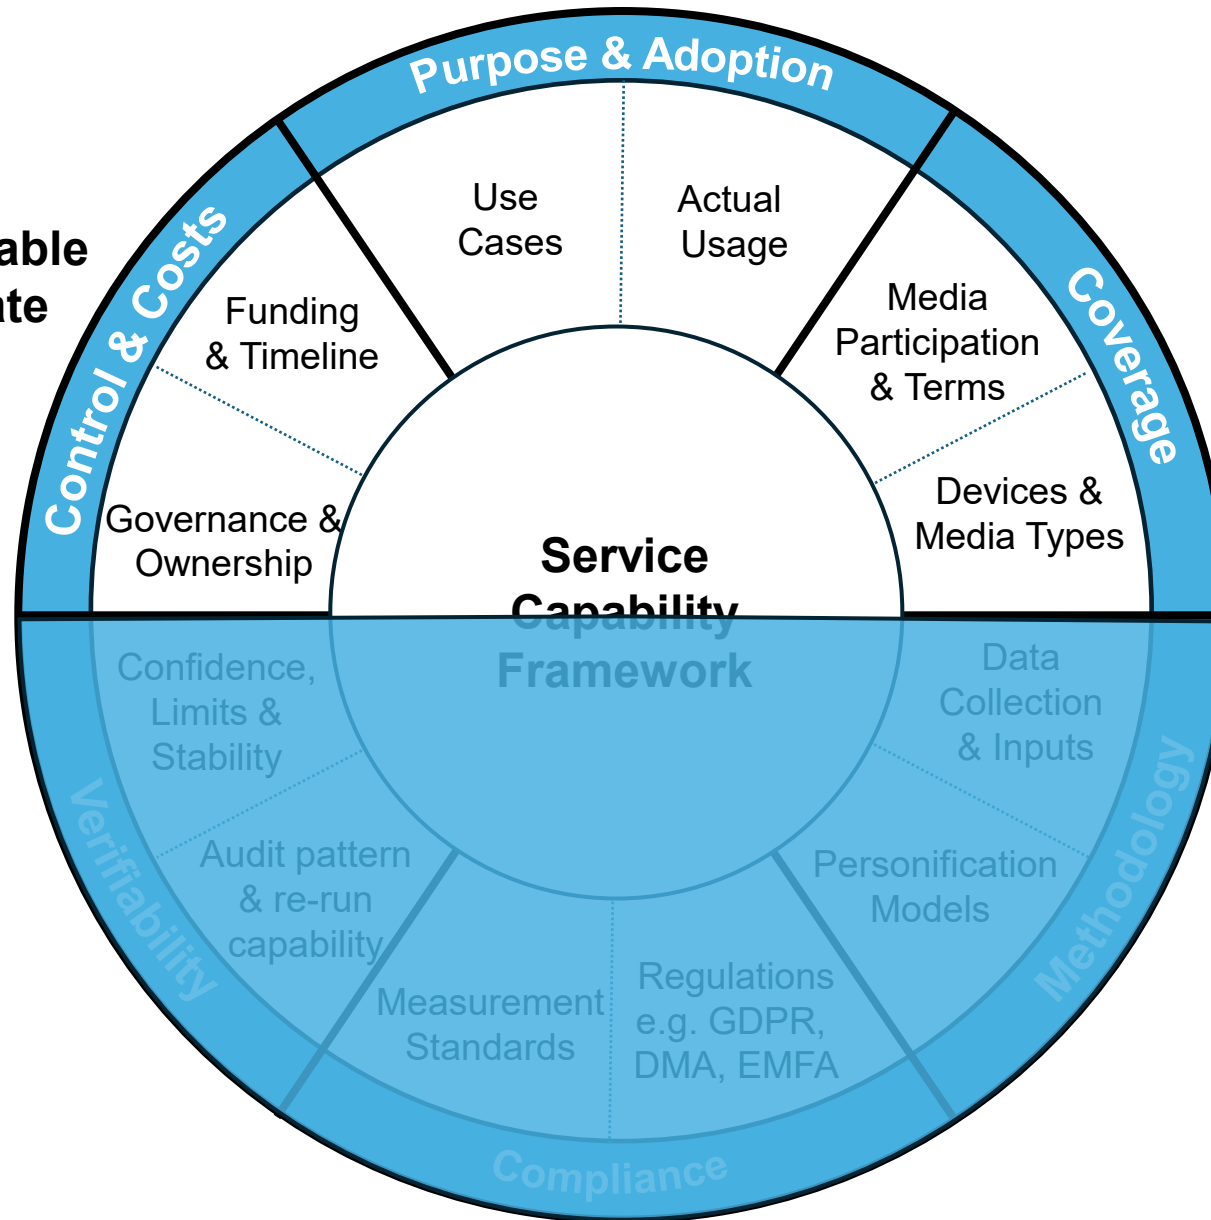 Purpose & Adoption
Use
Cases
Actual
Usage
able
ate
Control & Costs
Funding
& Timeline
Governance &
Ownership
Coverage
Media
Participation
& Terms
Devices &
Media Types
Service
Capability
Framework
Confidence,
Limits &
Stability
Verifiability
Audit pattern
& re-run
capability
Data
Collection
& Inputs
Methodology
Personification
Models
Measurement
Standards
Regulations
e.g. GDPR,
DMA, EMFA
Compliance